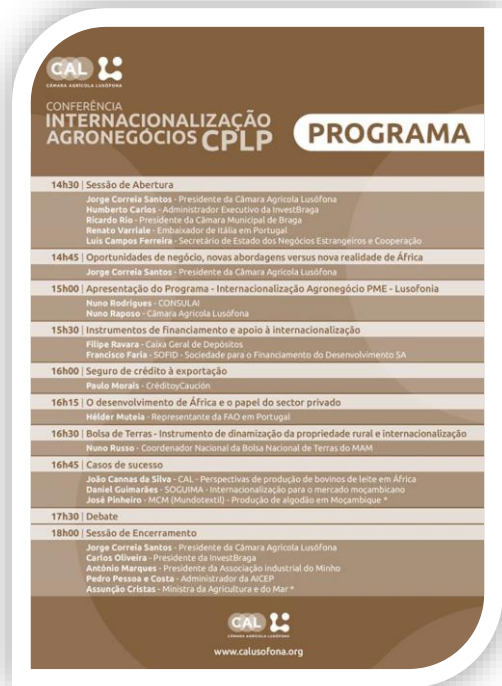 CAL
CÂMARA AGRÍCOLA LUSÓFONA
CONFERÊNCIA
INTERNACIONALIZAÇÃO
AGRONEGÓCIOS CPLP
PROGRAMA
14h30 | Sessão de Abertura
Jorge Correia Santos - Presidente da Câmara Agrícola Lusófona
Humberto Carlos - Administrador Executivo da InvestBraga
Ricardo Rio - Presidente da Câmara Municipal de Braga
Renato Varriale - Embaixador de Itália em Portugal
Luis Campos Ferreira - Secretário de Estado dos Negócios Estrangeiros e Cooperação
14h45 | Oportunidades de negócio, novas abordagens versus nova realidade de África
Jorge Correia Santos - Presidente da Câmara Agrícola Lusófona
15h00 | Apresentação do Programa - Internacionalização Agronegócio PME - Lusofonia
Nuno Rodrigues - CONSULAI
Nuno Raposo - Câmara Agrícola Lusófona
15h30 | Instrumentos de financiamento e apoio à internacionalização
Filipe Ravara - Caixa Geral de Depósitos
Francisco Faria - SOFID - Sociedade para o Financiamento do Desenvolvimento SA
16h00 | Seguro de crédito à exportação
Paulo Morais - CréditoyCaución
16h15 | O desenvolvimento de África e o papel do sector privado
Hélder Muteia - Representante da FAO em Portugal
16h30 | Bolsa de Terras - Instrumento de dinamização da propriedade rural e internacionalização
Nuno Russo - Coordenador Nacional da Bolsa Nacional de Terras do MAM
16h45 | Casos de sucesso
João Cannas da Silva - CAL - Perspectivas de produção de bovinos de leite em África
Daniel Guimarães - SOGUIMA - Internacionalização para o mercado moçambicano
José Pinheiro - MCM (Mundotextil) - Produção de algodão em Moçambique *
17h30 | Debate
18h00 | Sessão de Encerramento
Jorge Correia Santos - Presidente da Câmara Agrícola Lusófona
Carlos Oliveira - Presidente da InvestBraga
António Marques - Presidente da Associação industrial do Minho
Pedro Pessoa e Costa - Administrador da AICEP
Assunção Cristas - Ministra da Agricultura e do Mar *
CAL
CÂMARA AGRÍCOLA LUSÓFONA
www.calusofona.org